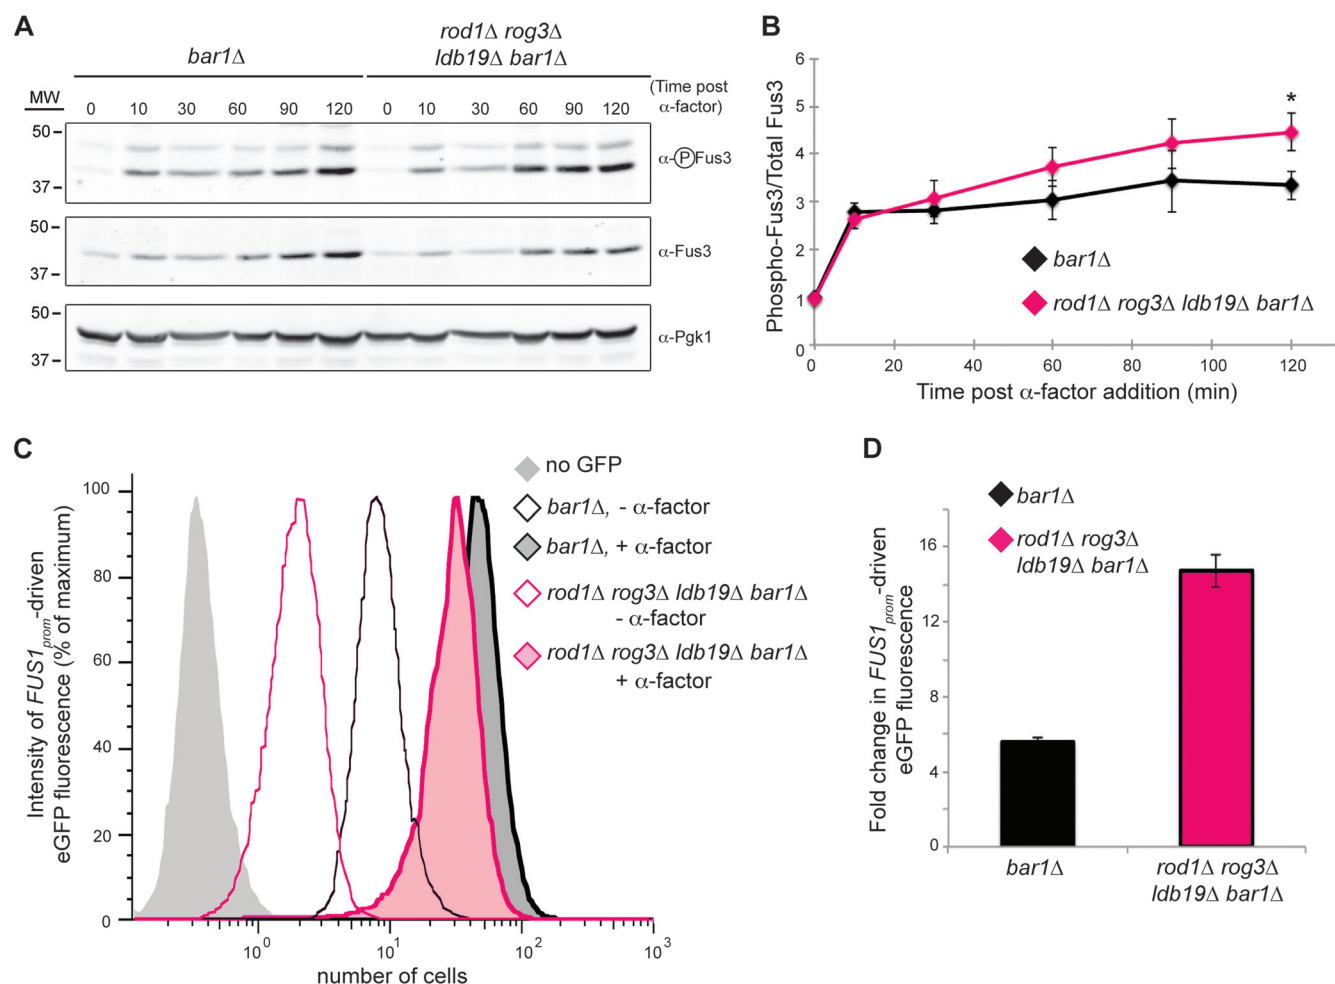 A
bar1Δ
rod1Δ rog3Δ
ldb19Δ bar1Δ
MW
0 10 30 60 90 120 0 10 30 60 90 120
(Time post
α-factor)
50
37
α-PFus3
50
37
α-Fus3
50
37
α-Pgk1
B
Phospho-Fus3/Total Fus3
6
5
4
3
2
1
0
*
bar1Δ
rod1Δ rog3Δ ldb19Δ bar1Δ
0 20 40 60 80 100 120
Time post α-factor addition (min)
C
Intensity of FUS1prom-driven
eGFP fluorescence (% of maximum)
100
80
60
40
20
0
no GFP
bar1Δ, - α-factor
bar1Δ, + α-factor
rod1Δ rog3Δ ldb19Δ bar1Δ
- α-factor
rod1Δ rog3Δ ldb19Δ bar1Δ
+ α-factor
10⁰ 10¹ 10² 10³
number of cells
D
bar1Δ
rod1Δ rog3Δ
ldb19Δ bar1Δ
Fold change in FUS1prom-driven
eGFP fluorescence
16
12
8
4
0
bar1Δ
rod1Δ rog3Δ
ldb19Δ bar1Δ